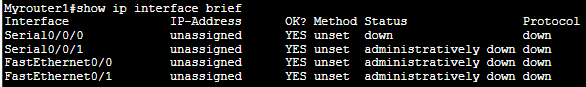 Myrouter1#show ip interface brief
Interface IP-Address OK? Method Status Protocol
Serial0/0/0 unassigned YES unset down down
Serial0/0/1 unassigned YES unset administratively down down
FastEthernet0/0 unassigned YES unset administratively down down
FastEthernet0/1 unassigned YES unset administratively down down